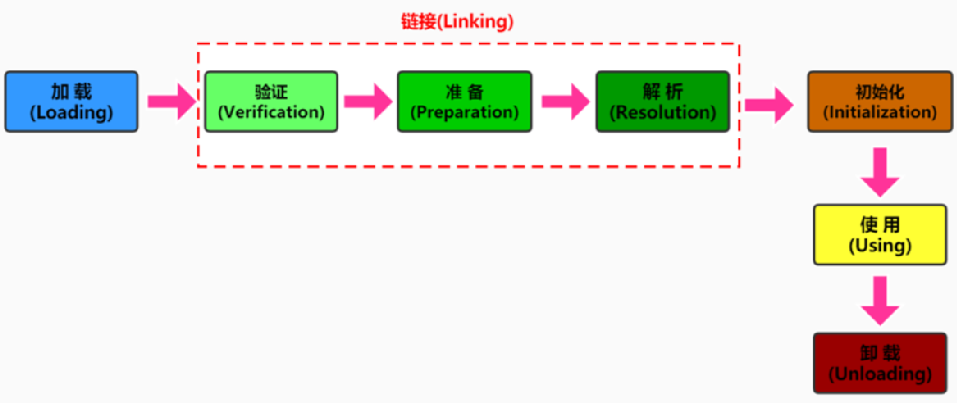 链接(Linking)
加 载
(Loading)
验证
(Verification)
准 备
(Preparation)
解 析
(Resolution)
初始化
(Initialization)
使 用
(Using)
卸 载
(Unloading)